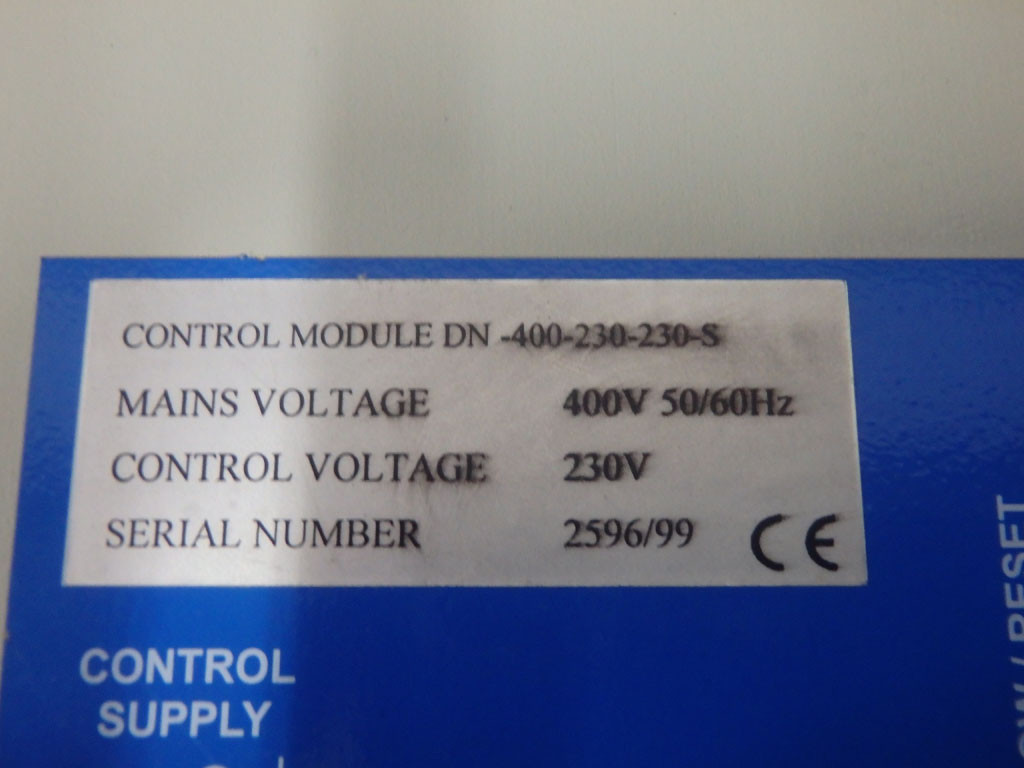 CONTROL MODULE DN -400-230-230-S
MAINS VOLTAGE 400V 50/60Hz
CONTROL VOLTAGE 230V
SERIAL NUMBER 2596/99 CE
CONTROL
SUPPLY
/ RESET